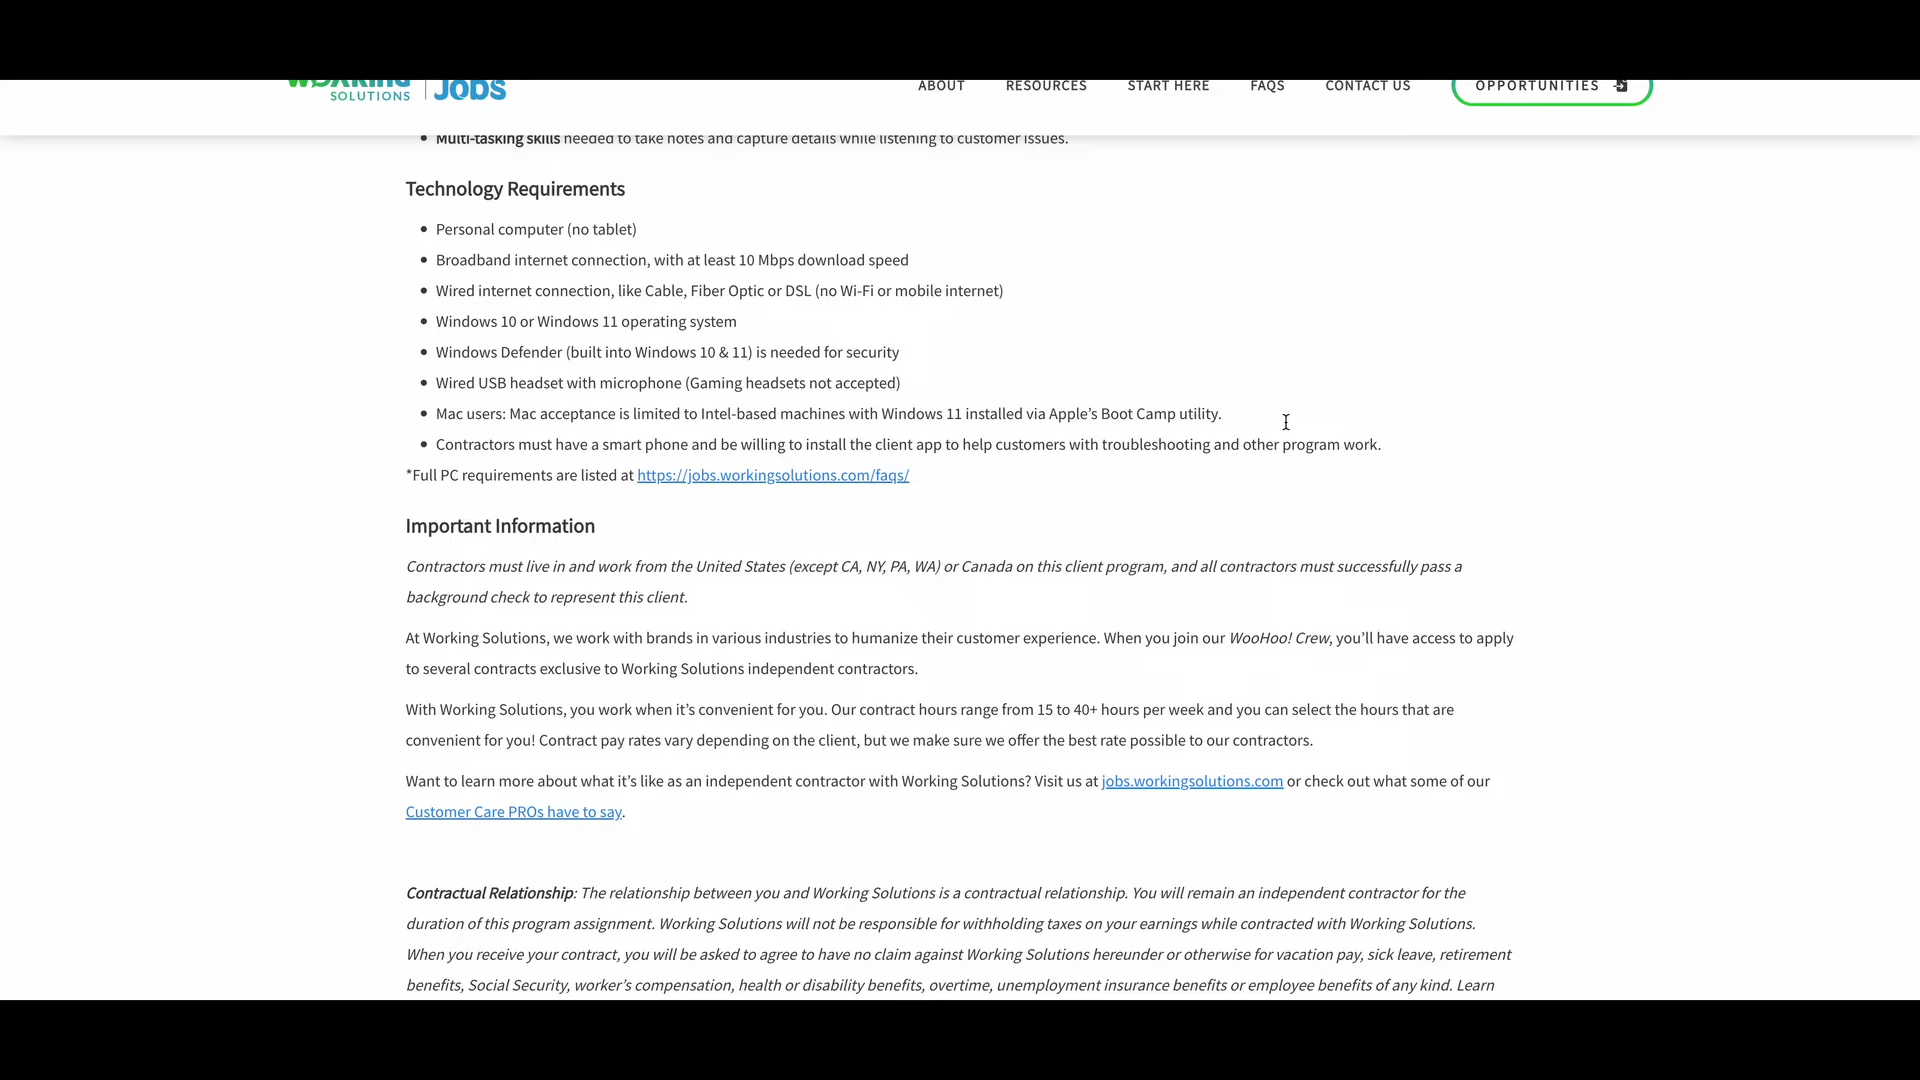 WORKING
SOLUTIONS
JOBS
ABOUT
RESOURCES
START HERE
FAQS
CONTACT US
OPPORTUNITIES
• Multi-tasking skills needed to take notes and capture details while listening to customer issues.
Technology Requirements
• Personal computer (no tablet)
• Broadband internet connection, with at least 10 Mbps download speed
• Wired internet connection, like Cable, Fiber Optic or DSL (no Wi-Fi or mobile internet)
• Windows 10 or Windows 11 operating system
• Windows Defender (built into Windows 10 & 11) is needed for security
• Wired USB headset with microphone (Gaming headsets not accepted)
• Mac users: Mac acceptance is limited to Intel-based machines with Windows 11 installed via Apple’s Boot Camp utility.
• Contractors must have a smart phone and be willing to install the client app to help customers with troubleshooting and other program work.
*Full PC requirements are listed at https://jobs.workingsolutions.com/faqs/
Important Information
Contractors must live in and work from the United States (except CA, NY, PA, WA) or Canada on this client program, and all contractors must successfully pass a
background check to represent this client.
At Working Solutions, we work with brands in various industries to humanize their customer experience. When you join our WooHoo! Crew, you’ll have access to apply
to several contracts exclusive to Working Solutions independent contractors.
With Working Solutions, you work when it’s convenient for you. Our contract hours range from 15 to 40+ hours per week and you can select the hours that are
convenient for you! Contract pay rates vary depending on the client, but we make sure we offer the best rate possible to our contractors.
Want to learn more about what it’s like as an independent contractor with Working Solutions? Visit us at jobs.workingsolutions.com or check out what some of our
Customer Care PROs have to say.
Contractual Relationship: The relationship between you and Working Solutions is a contractual relationship. You will remain an independent contractor for the
duration of this program assignment. Working Solutions will not be responsible for withholding taxes on your earnings while contracted with Working Solutions.
When you receive your contract, you will be asked to agree to have no claim against Working Solutions hereunder or otherwise for vacation pay, sick leave, retirement
benefits, Social Security, worker’s compensation, health or disability benefits, overtime, unemployment insurance benefits or employee benefits of any kind. Learn